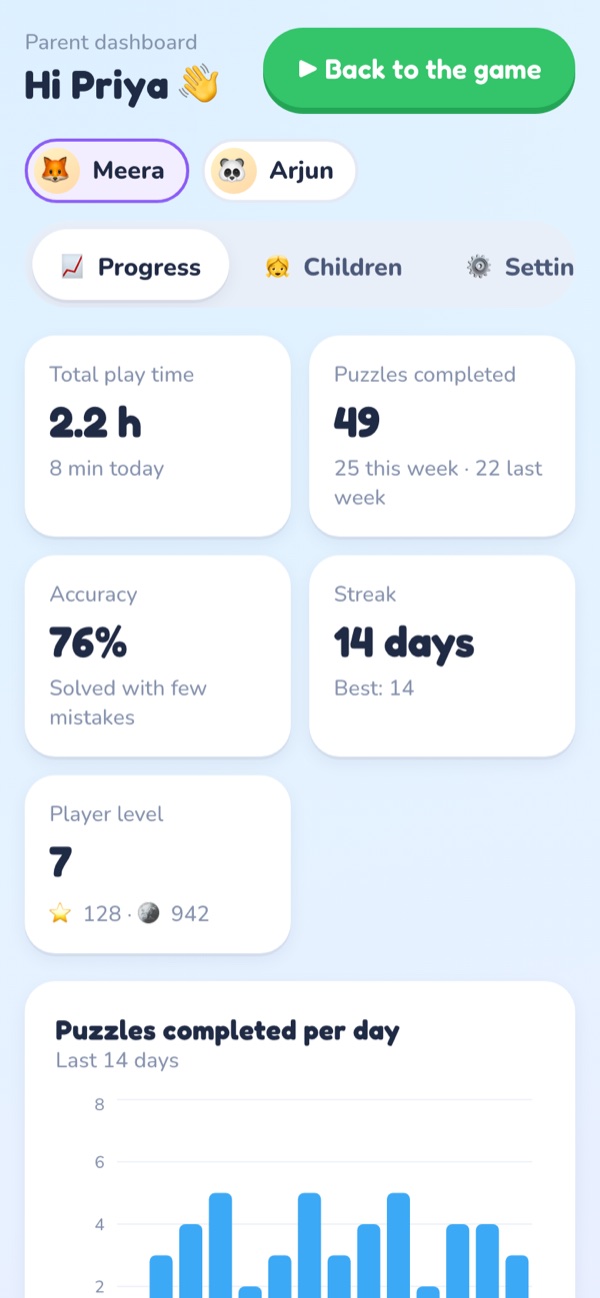 Parent dashboard
Hi Priya 👋
▶ Back to the game
Meera
Arjun
Progress
Children
Settin
Total play time
2.2 h
8 min today
Puzzles completed
49
25 this week · 22 last
week
Accuracy
76%
Solved with few
mistakes
Streak
14 days
Best: 14
Player level
7
⭐ 128 · 🪙 942
Puzzles completed per day
Last 14 days
8
6
4
2